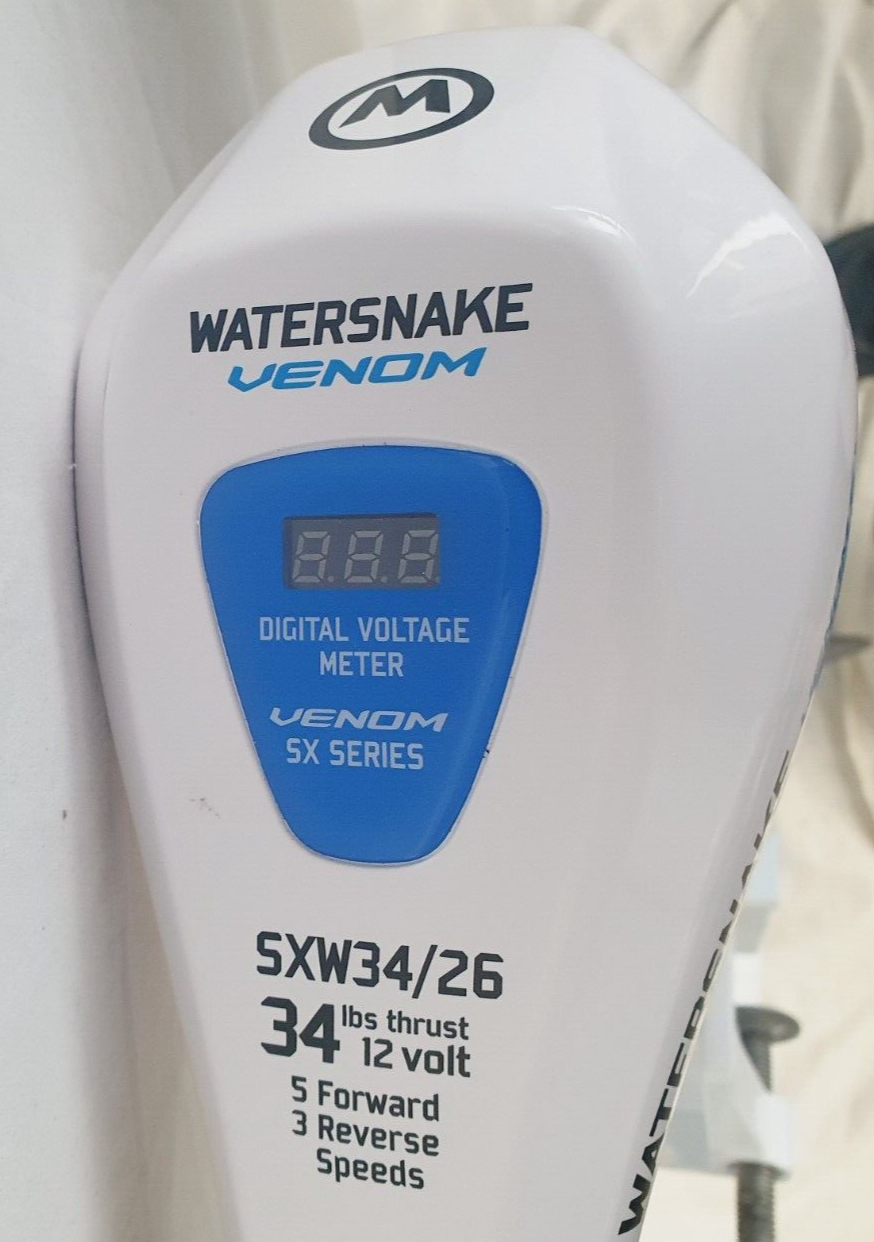 M
WATERSNAKE
VENOM
DIGITAL VOLTAGE
METER
VENOM
SX SERIES
SXW34/26
34 lbs thrust
12 volt
5 Forward
3 Reverse
Speeds
WATERSNAKE